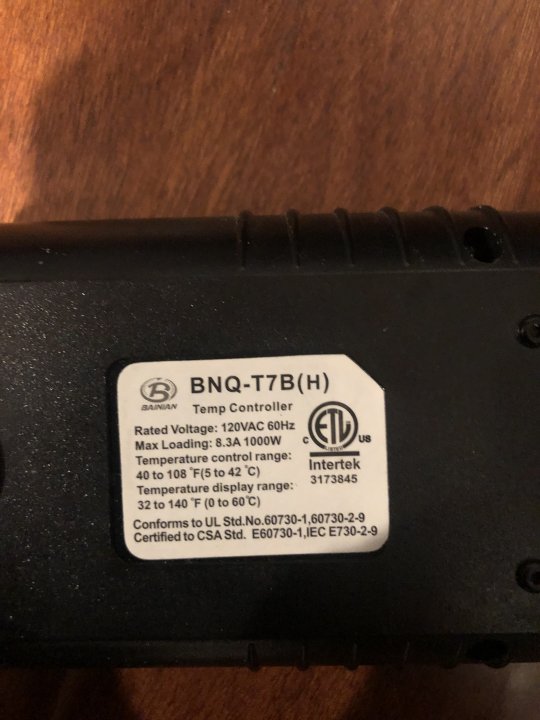 BAINIAN
BNQ-T7B(H)
Temp Controller
Rated Voltage: 120VAC 60Hz
Max Loading: 8.3A 1000W
Temperature control range:
40 to 108 °F(5 to 42 °C)
Temperature display range:
32 to 140 °F (0 to 60°C)
Conforms to UL Std.No.60730-1,60730-2-9
Certified to CSA Std. E60730-1,IEC E730-2-9
C ETL US
LISTED
Intertek
3173845